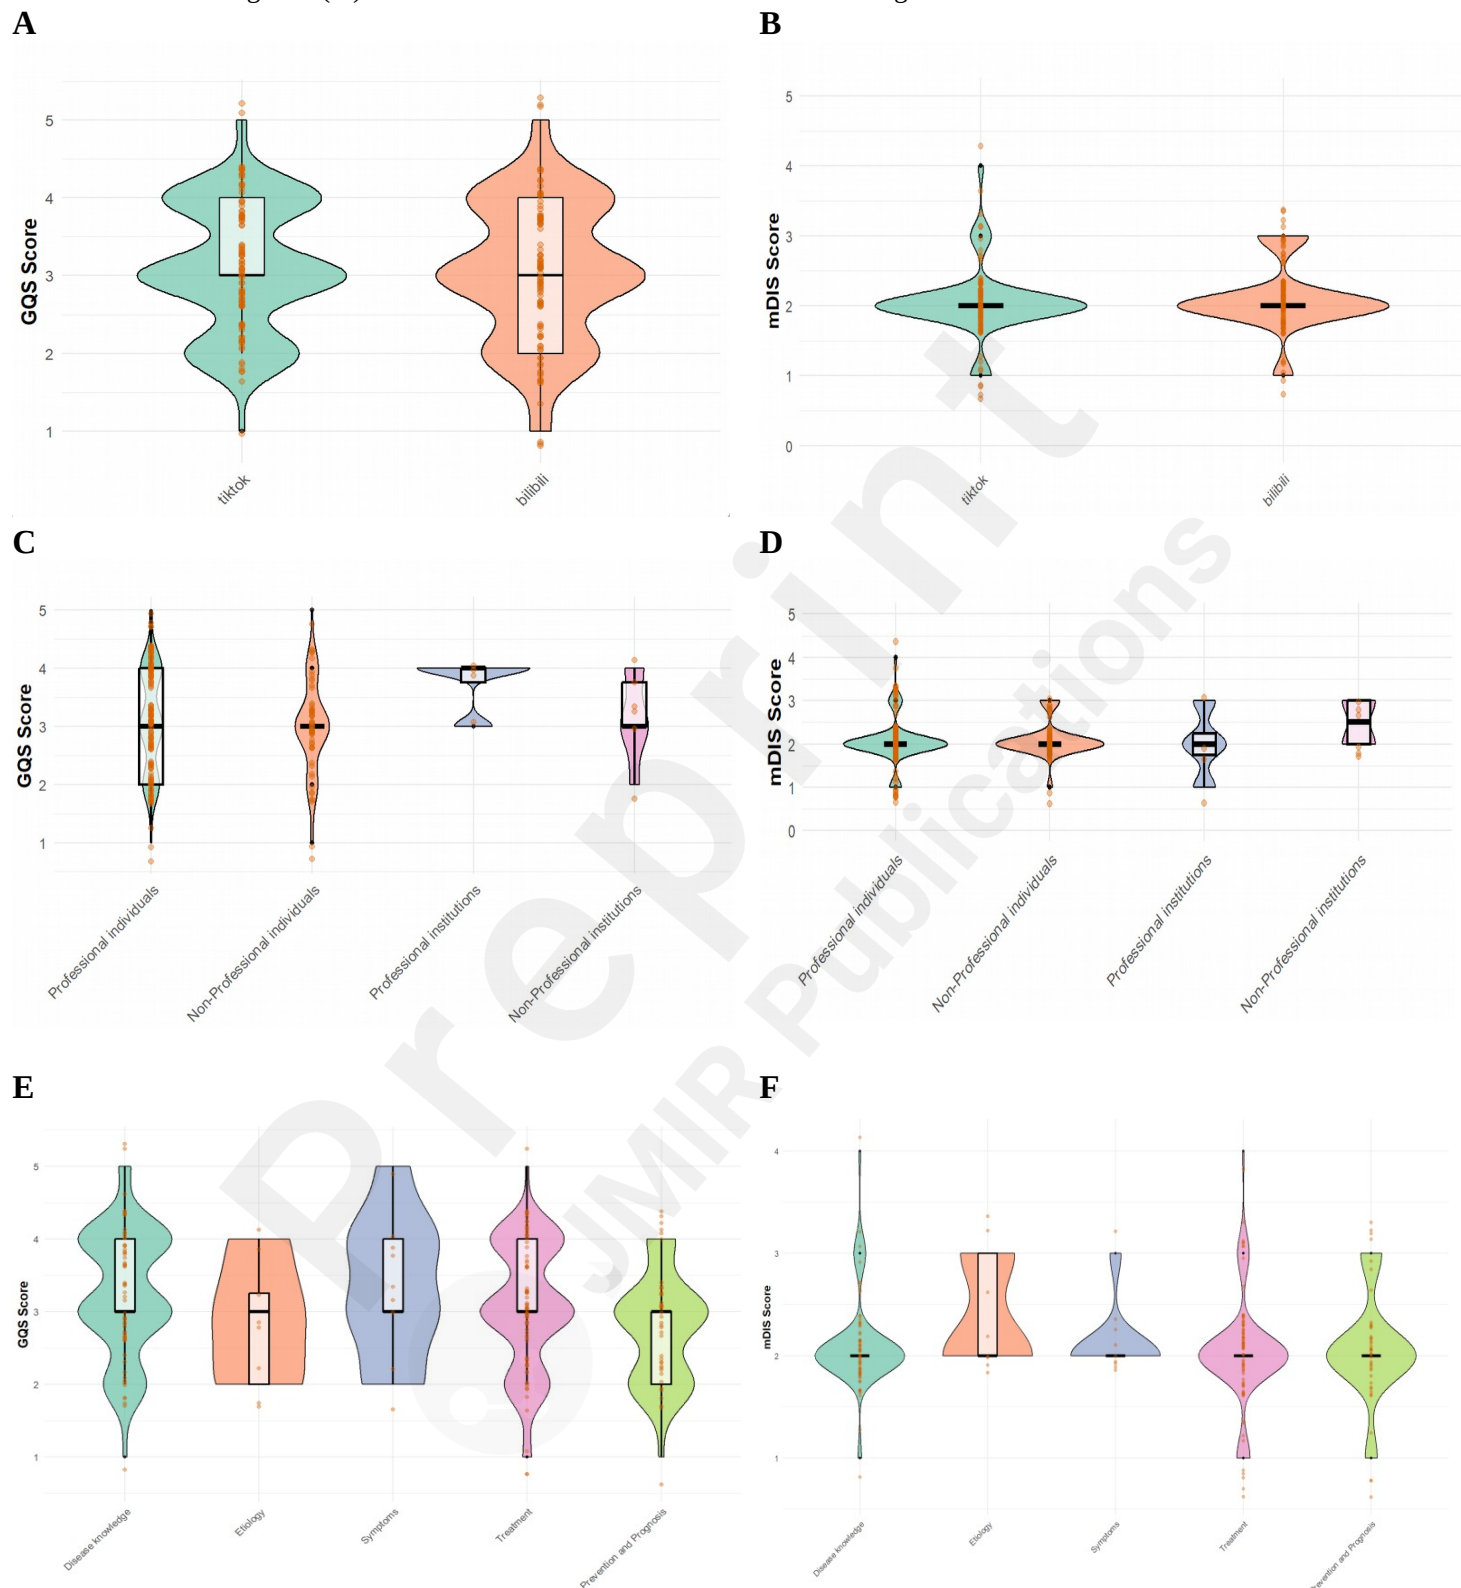 A
B
GQS Score
5
4
3
2
1
tiktok
bilibili
mDIS Score
5
4
3
2
1
0
tiktok
bilibili
C
D
GQS Score
5
4
3
2
1
Professional individuals
Non-Professional individuals
Professional institutions
Non-Professional institutions
mDIS Score
5
4
3
2
1
0
Professional individuals
Non-Professional individuals
Professional institutions
Non-Professional institutions
E
F
GQS Score
5
4
3
2
1
Disease knowledge
Etiology
Symptoms
Treatment
Prevention and Prognosis
mDIS Score
4
3
2
1
Disease knowledge
Etiology
Symptoms
Treatment
and Prognosis
Preprint
JMIR Publications